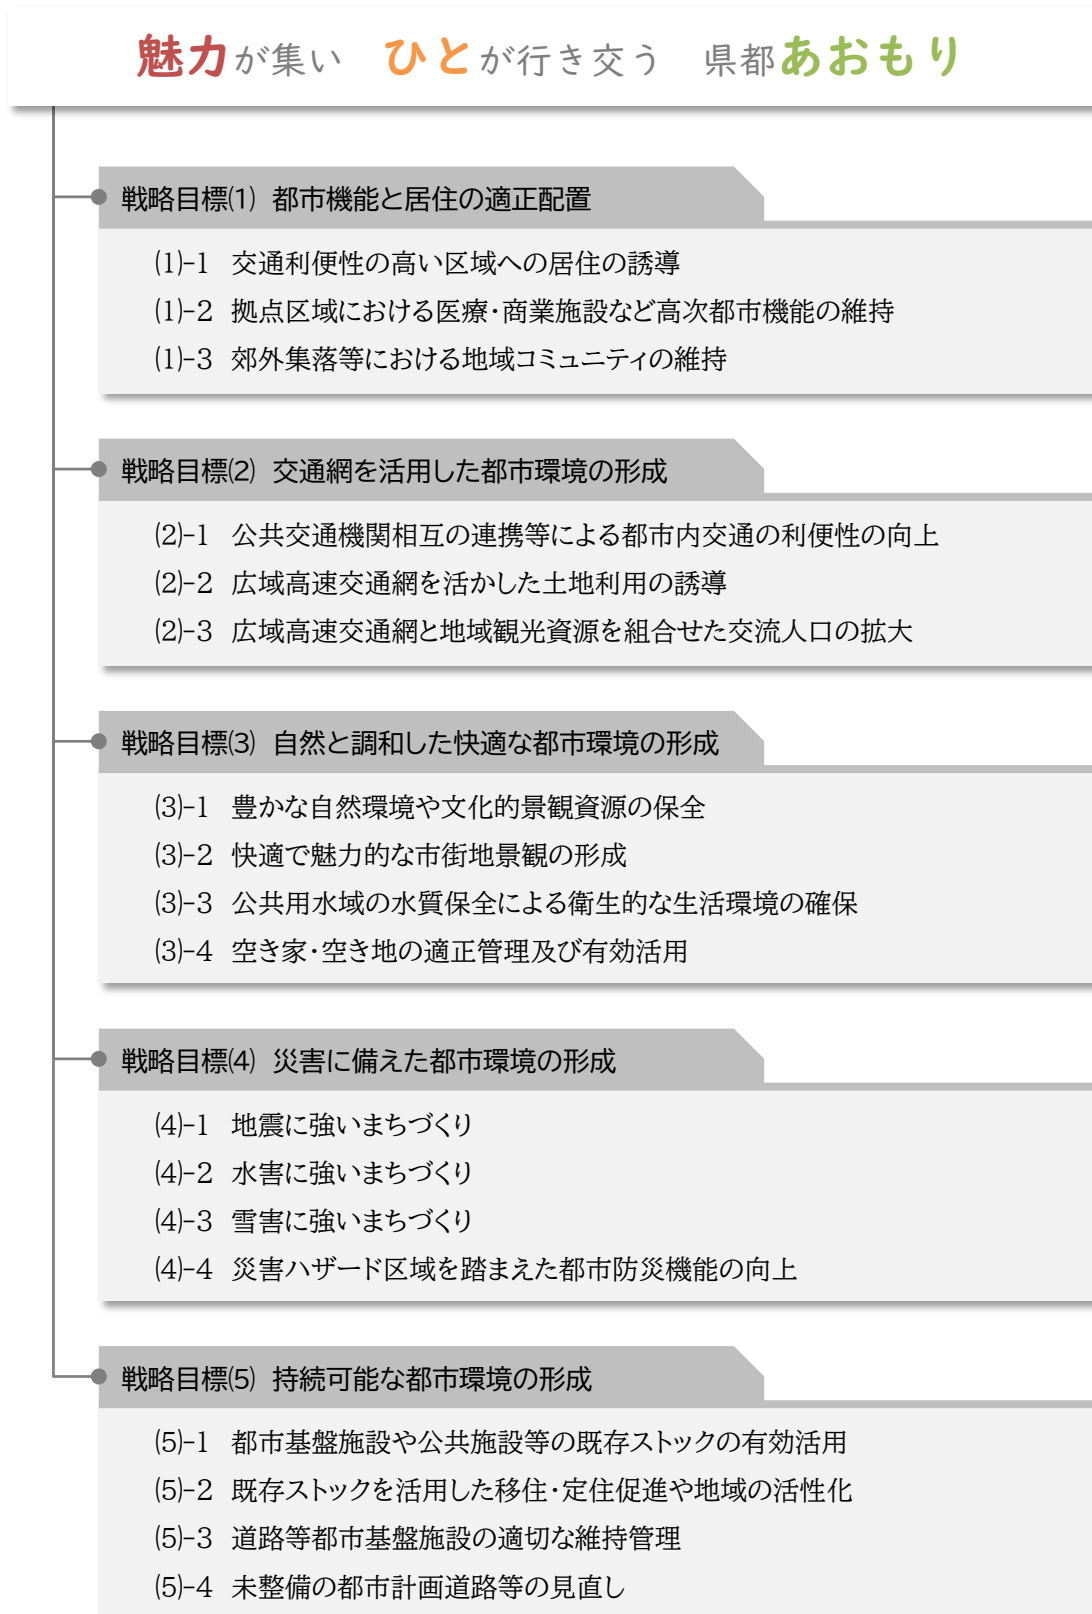 魅力が集い ひとが行き交う 県都あおもり
戦略目標(1) 都市機能と居住の適正配置
(1)-1 交通利便性の高い区域への居住の誘導
(1)-2 拠点区域における医療・商業施設など高次都市機能の維持
(1)-3 郊外集落等における地域コミュニティの維持
戦略目標(2) 交通網を活用した都市環境の形成
(2)-1 公共交通機関相互の連携等による都市内交通の利便性の向上
(2)-2 広域高速交通網を活かした土地利用の誘導
(2)-3 広域高速交通網と地域観光資源を組合せた交流人口の拡大
戦略目標(3) 自然と調和した快適な都市環境の形成
(3)-1 豊かな自然環境や文化的景観資源の保全
(3)-2 快適で魅力的な市街地景観の形成
(3)-3 公共用水域の水質保全による衛生的な生活環境の確保
(3)-4 空き家・空き地の適正管理及び有効活用
戦略目標(4) 災害に備えた都市環境の形成
(4)-1 地震に強いまちづくり
(4)-2 水害に強いまちづくり
(4)-3 雪害に強いまちづくり
(4)-4 災害ハザード区域を踏まえた都市防災機能の向上
戦略目標(5) 持続可能な都市環境の形成
(5)-1 都市基盤施設や公共施設等の既存ストックの有効活用
(5)-2 既存ストックを活用した移住・定住促進や地域の活性化
(5)-3 道路等都市基盤施設の適切な維持管理
(5)-4 未整備の都市計画道路等の見直し